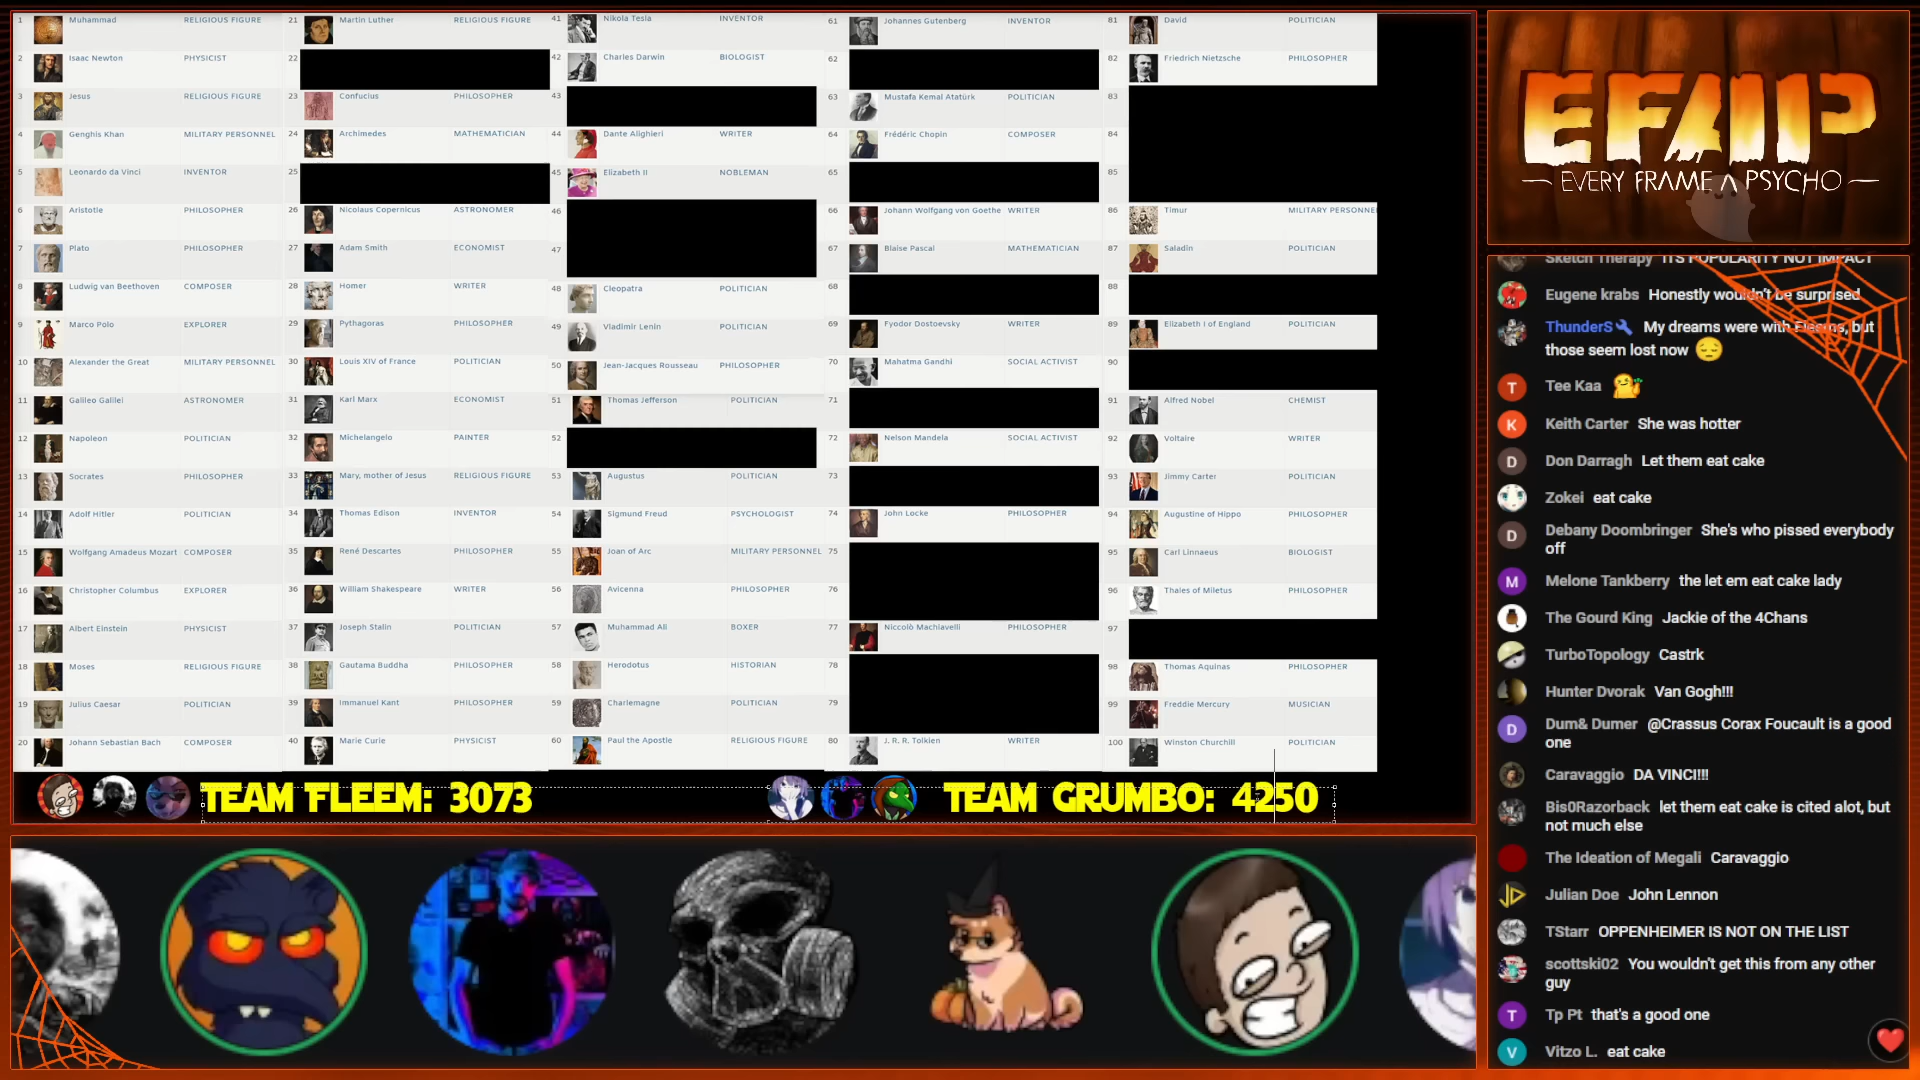 1 Muhammad RELIGIOUS FIGURE
2 Isaac Newton PHYSICIST
3 Jesus RELIGIOUS FIGURE
4 Genghis Khan MILITARY PERSONNEL
5 Leonardo da Vinci INVENTOR
6 Aristotle PHILOSOPHER
7 Plato PHILOSOPHER
8 Ludwig van Beethoven COMPOSER
9 Marco Polo EXPLORER
10 Alexander the Great MILITARY PERSONNEL
11 Galileo Galilei ASTRONOMER
12 Napoleon POLITICIAN
13 Socrates PHILOSOPHER
14 Adolf Hitler POLITICIAN
15 Wolfgang Amadeus Mozart COMPOSER
16 Christopher Columbus EXPLORER
17 Albert Einstein PHYSICIST
18 Moses RELIGIOUS FIGURE
19 Julius Caesar POLITICIAN
20 Johann Sebastian Bach COMPOSER
21 Martin Luther RELIGIOUS FIGURE
22
23 Confucius PHILOSOPHER
24 Archimedes MATHEMATICIAN
25
26 Nicolaus Copernicus ASTRONOMER
27 Adam Smith ECONOMIST
28 Homer WRITER
29 Pythagoras PHILOSOPHER
30 Louis XIV of France POLITICIAN
31 Karl Marx ECONOMIST
32 Michelangelo PAINTER
33 Mary, mother of Jesus RELIGIOUS FIGURE
34 Thomas Edison INVENTOR
35 René Descartes PHILOSOPHER
36 William Shakespeare WRITER
37 Joseph Stalin POLITICIAN
38 Gautama Buddha PHILOSOPHER
39 Immanuel Kant PHILOSOPHER
40 Marie Curie PHYSICIST
41 Nikola Tesla INVENTOR
42 Charles Darwin BIOLOGIST
43
44 Dante Alighieri WRITER
45 Elizabeth II NOBLEMAN
46
47
48 Cleopatra POLITICIAN
49 Vladimir Lenin POLITICIAN
50 Jean-Jacques Rousseau PHILOSOPHER
51 Thomas Jefferson POLITICIAN
52
53 Augustus POLITICIAN
54 Sigmund Freud PSYCHOLOGIST
55 Joan of Arc MILITARY PERSONNEL
56 Avicenna PHILOSOPHER
57 Muhammad Ali BOXER
58 Herodotus HISTORIAN
59 Charlemagne POLITICIAN
60 Paul the Apostle RELIGIOUS FIGURE
61 Johannes Gutenberg INVENTOR
62
63 Mustafa Kemal Atatürk POLITICIAN
64 Frédéric Chopin COMPOSER
65
66 Johann Wolfgang von Goethe WRITER
67 Blaise Pascal MATHEMATICIAN
68
69 Fyodor Dostoevsky WRITER
70 Mahatma Gandhi SOCIAL ACTIVIST
71
72 Nelson Mandela SOCIAL ACTIVIST
73
74 John Locke PHILOSOPHER
75
76
77 Niccolò Machiavelli PHILOSOPHER
78
79
80 J. R. R. Tolkien WRITER
81 David POLITICIAN
82 Friedrich Nietzsche PHILOSOPHER
83
84
85
86 Timur MILITARY PERSONNE
87 Saladin POLITICIAN
88
89 Elizabeth I of England POLITICIAN
90
91 Alfred Nobel CHEMIST
92 Voltaire WRITER
93 Jimmy Carter POLITICIAN
94 Augustine of Hippo PHILOSOPHER
95 Carl Linnaeus BIOLOGIST
96 Thales of Miletus PHILOSOPHER
97
98 Thomas Aquinas PHILOSOPHER
99 Freddie Mercury MUSICIAN
100 Winston Churchill POLITICIAN
TEAM FLEEM: 3073
TEAM GRUMBO: 4250
EFAP
EVERY FRAME A PSYCHO
Sketch Therapy ITS POPULARITY NOT IMPACT
Eugene krabs Honestly wouldn't be surprised
ThunderS My dreams were with Fleems, but
those seem lost now
T Tee Kaa
K Keith Carter She was hotter
D Don Darragh Let them eat cake
Zokei eat cake
D Debany Doombringer She's who pissed everybody
off
M Melone Tankberry the let em eat cake lady
The Gourd King Jackie of the 4Chans
TurboTopology Castrk
Hunter Dvorak Van Gogh!!!
D Dum& Dumer @Crassus Corax Foucault is a good
one
Caravaggio DA VINCI!!!
Bis0Razorback let them eat cake is cited alot, but
not much else
The Ideation of Megali Caravaggio
Julian Doe John Lennon
TStarr OPPENHEIMER IS NOT ON THE LIST
scottski02 You wouldn't get this from any other
guy
T Tp Pt that's a good one
V Vitzo L. eat cake